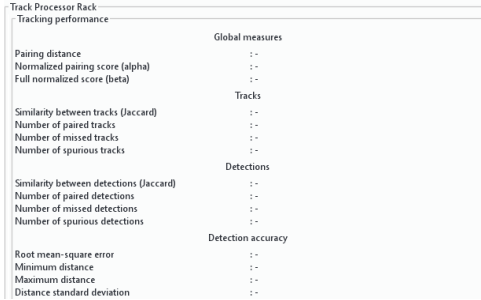 Track Processor Rack
Tracking performance
Global measures
Pairing distance : -
Normalized pairing score (alpha) : -
Full normalized score (beta) : -
Tracks
Similarity between tracks (Jaccard) : -
Number of paired tracks : -
Number of missed tracks : -
Number of spurious tracks : -
Detections
Similarity between detections (Jaccard) : -
Number of paired detections : -
Number of missed detections : -
Number of spurious detections : -
Detection accuracy
Root mean-square error : -
Minimum distance : -
Maximum distance : -
Distance standard deviation : -